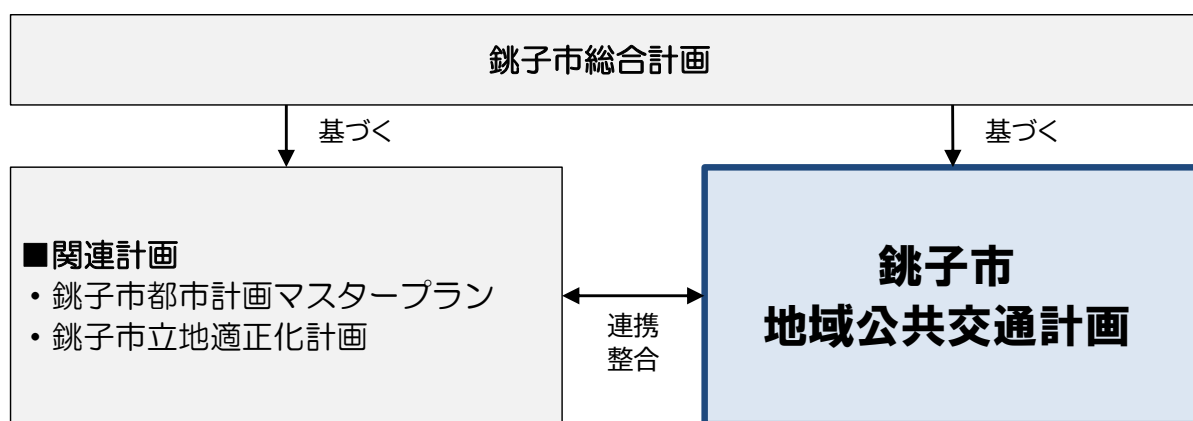 銚子市総合計画
基づく
基づく
■関連計画
・銚子市都市計画マスタープラン
・銚子市立地適正化計画
連携
整合
銚子市
地域公共交通計画